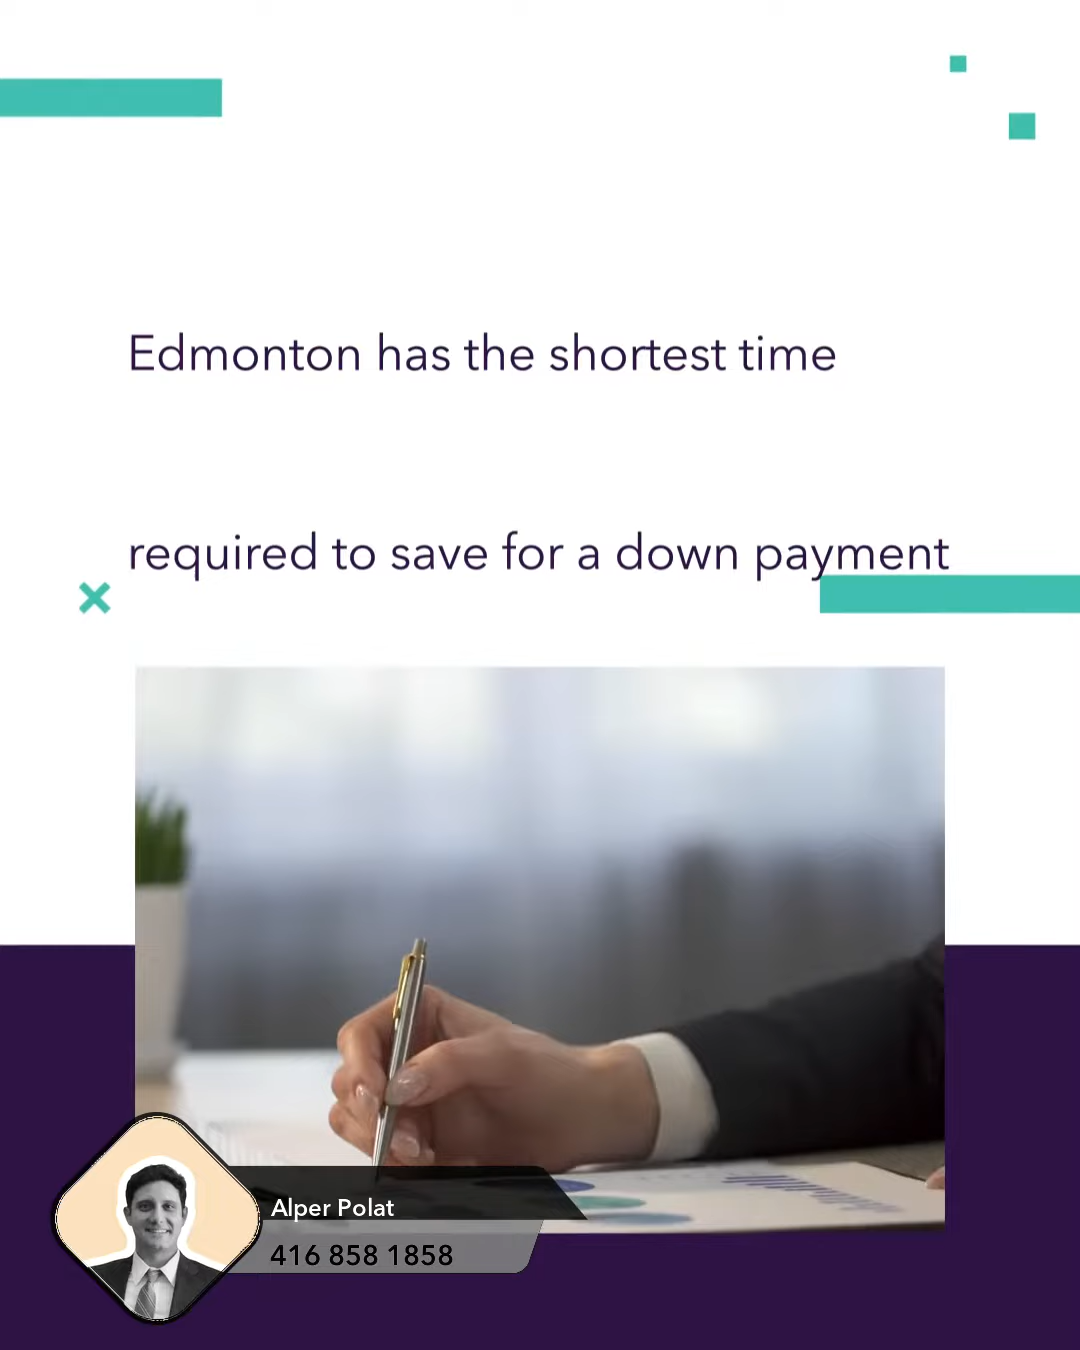 Edmonton has the shortest time
required to save for a down payment
Alper Polat
416 858 1858